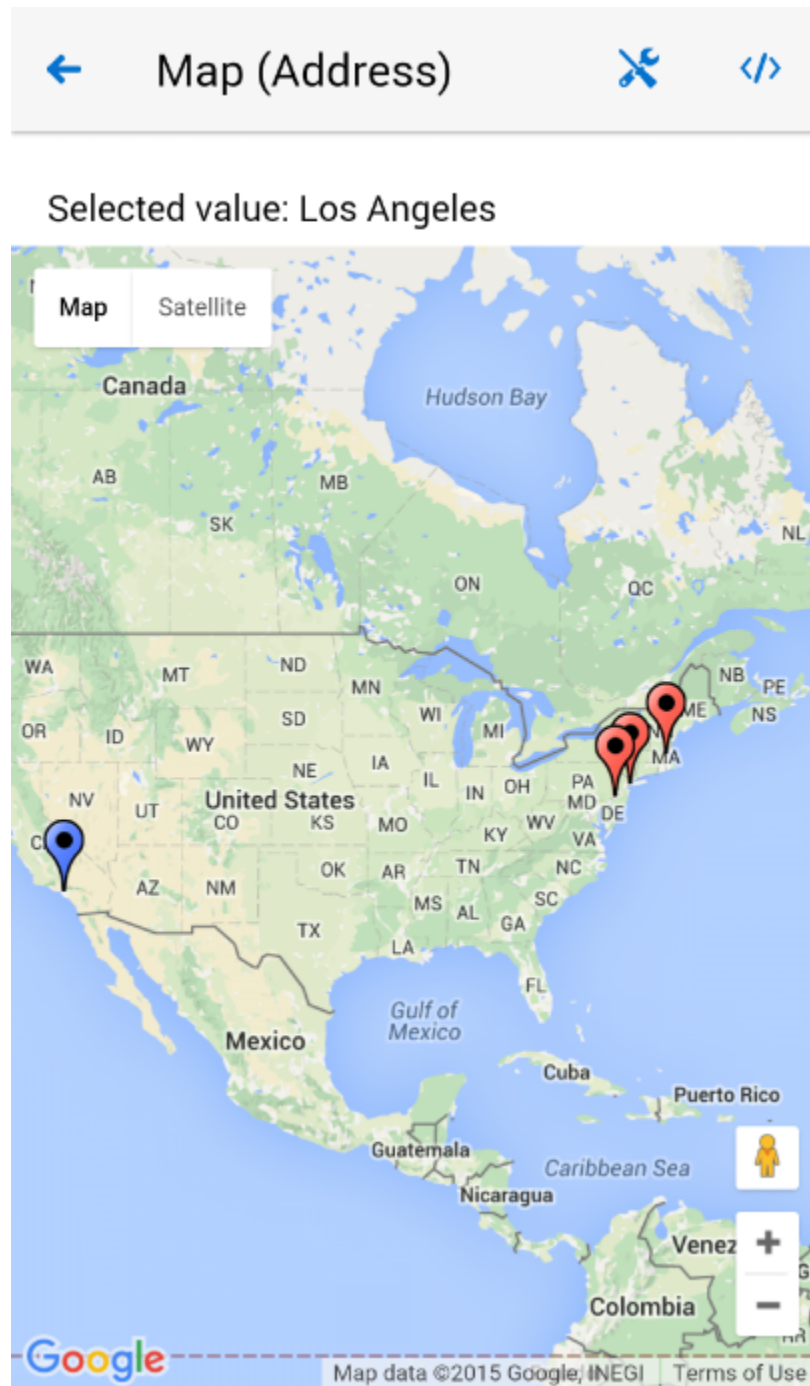 Map (Address)
</>
Selected value: Los Angeles
Map Satellite
Canada
Hudson Bay
AB
MB
SK
NL
ON
QC
WA
MT
ND
NB
PE
MN
ME
NS
OR
ID
SD
WI
MI
WY
MA
NE
IA
PA
NV
UT
United States
IL
IN
OH
MD
CO
KS
MO
WV
DE
KY
VA
AZ
NM
OK
AR
TN
NC
MS
AL
SC
GA
TX
LA
FL
Gulf of
Mexico
Mexico
Cuba
Puerto Rico
Guatemala
Caribbean Sea
Nicaragua
Venez
+
Colombia
−
Google
Map data ©2015 Google, INEGI Terms of Use